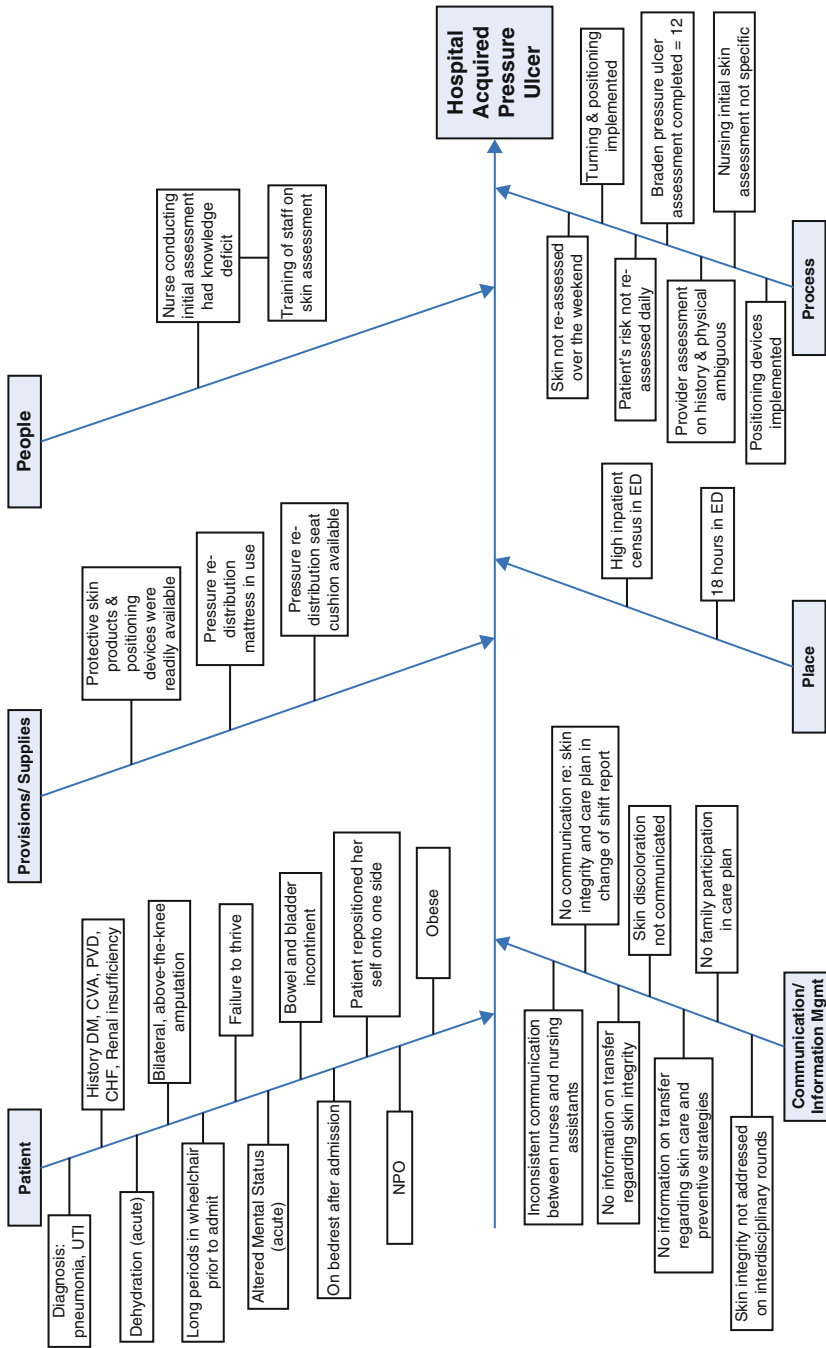 Patient
Diagnosis:
pneumonia, UTI
History DM, CVA, PVD,
CHF, Renal insufficiency
Dehydration (acute)
Bilateral, above-the-knee
amputation
Long periods in wheelchair
prior to admit
Failure to thrive
Altered Mental Status
(acute)
Bowel and bladder
incontinent
On bedrest after admission
Patient repositioned her
self onto one side
NPO
Obese
Provisions/ Supplies
Protective skin
products &
positioning
devices were
readily available
Pressure re-
distribution
mattress in use
Pressure re-
distribution seat
cushion available
People
Nurse conducting
initial assessment
had knowledge
deficit
Training of staff on
skin assessment
Hospital
Acquired
Pressure
Ulcer
Inconsistent communication
between nurses and nursing
assistants
No communication re: skin
integrity and care plan in
change of shift report
No information on transfer
regarding skin integrity
Skin discoloration
not communicated
No information on transfer
regarding skin care and
preventive strategies
No family participation
in care plan
Skin integrity not addressed
on interdisciplinary rounds
Communication/
Information Mgmt
High inpatient
census in ED
18 hours in ED
Place
Skin not re-assessed
over the weekend
Turning & positioning
implemented
Patient's risk not re-
assessed daily
Braden pressure ulcer
assessment completed = 12
Provider assessment
on history & physical
ambiguous
Nursing initial skin
assessment not specific
Positioning devices
implemented
Process